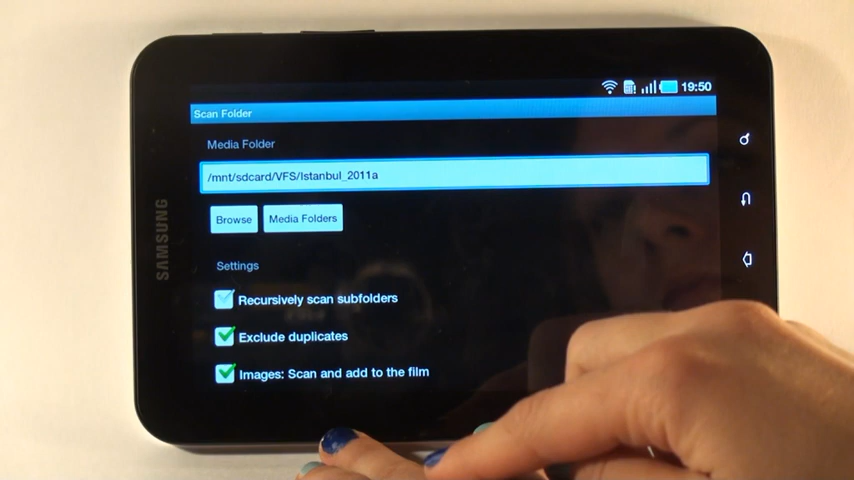 19:50
Scan Folder
Media Folder
/mnt/sdcard/VFS/Istanbul_2011a
Browse Media Folders
Settings
Recursively scan subfolders
Exclude duplicates
Images: Scan and add to the film
SAMSUNG